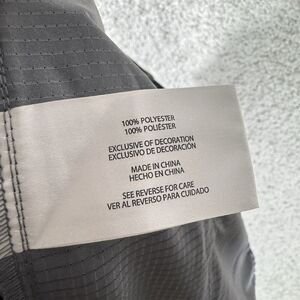 100% POLYESTER
100% POLIÉSTER
EXCLUSIVE OF DECORATION
EXCLUSIVO DE DECORACIÓN
MADE IN CHINA
HECHO EN CHINA
SEE REVERSE FOR CARE
VER AL REVERSO PARA CUIDADO